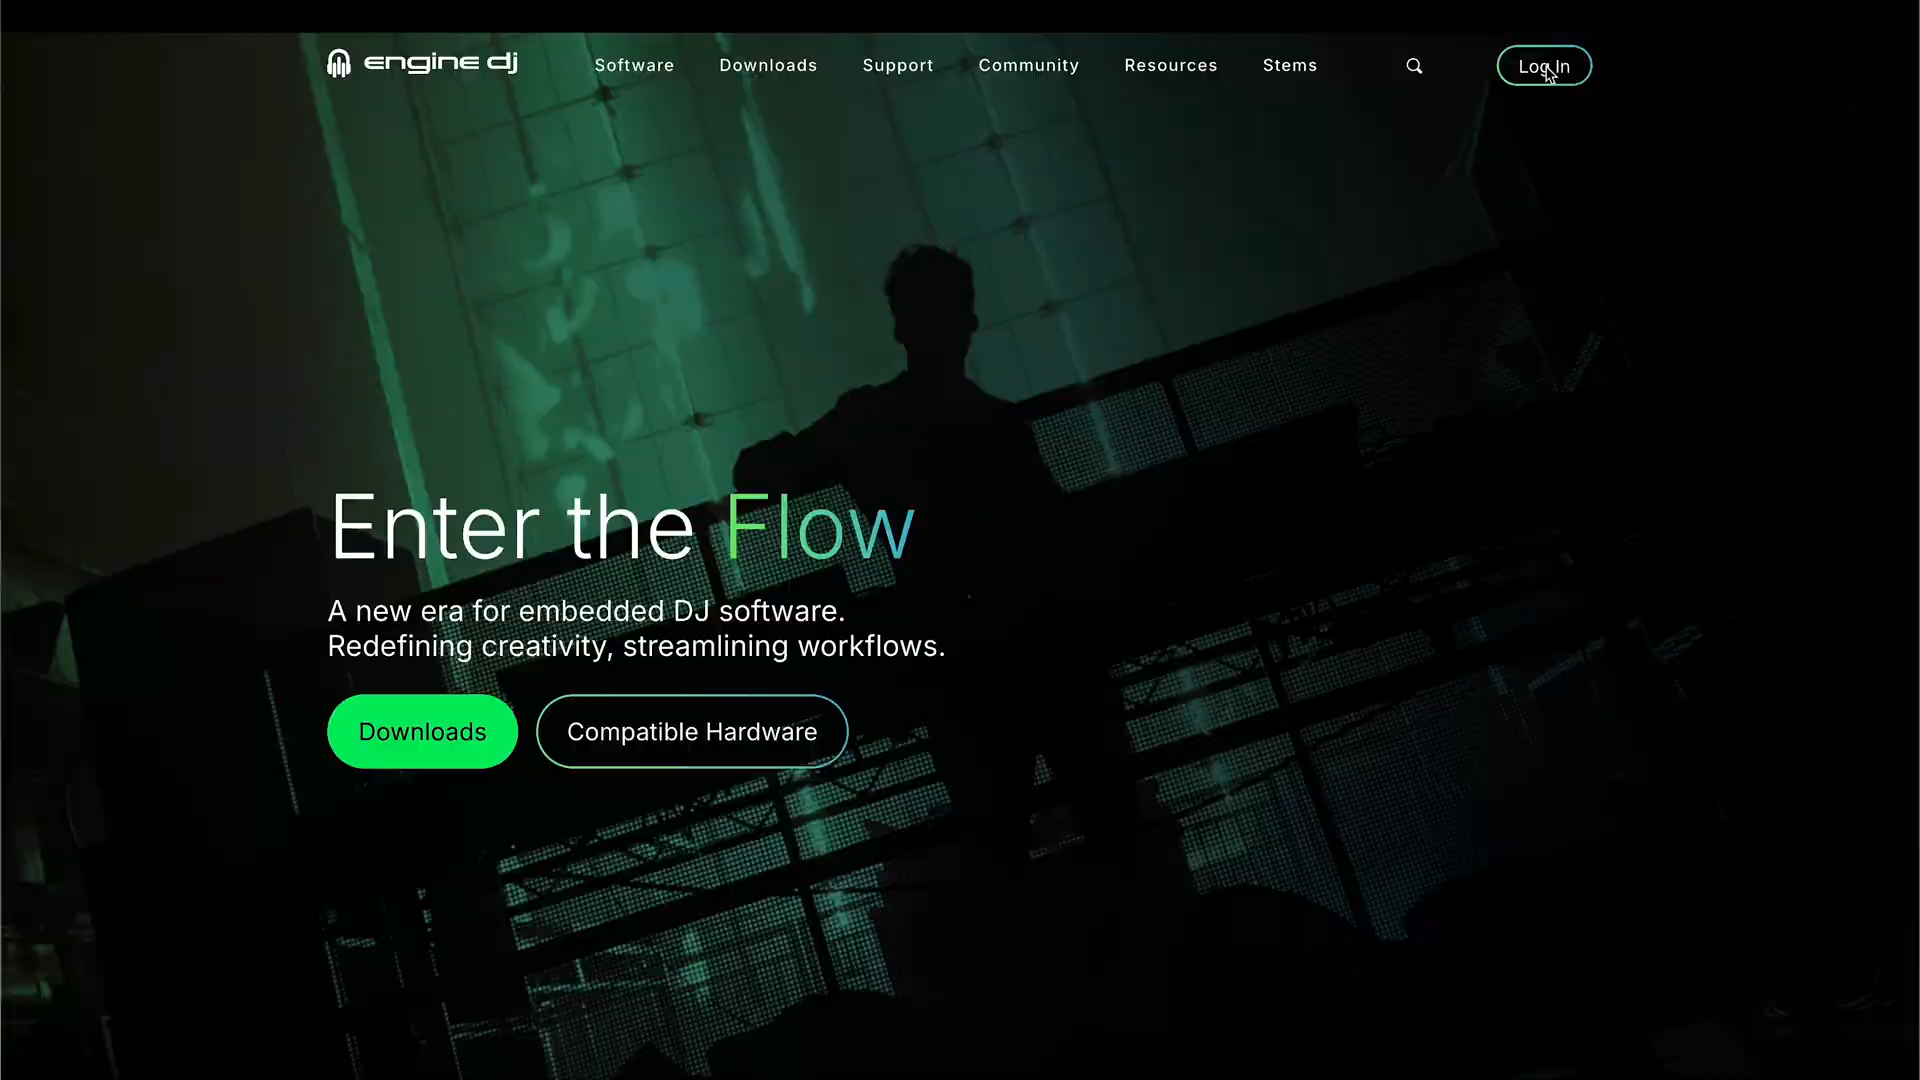 engine dj
Software Downloads Support Community Resources Stems Log In
Enter the Flow
A new era for embedded DJ software.
Redefining creativity, streamlining workflows.
Downloads Compatible Hardware